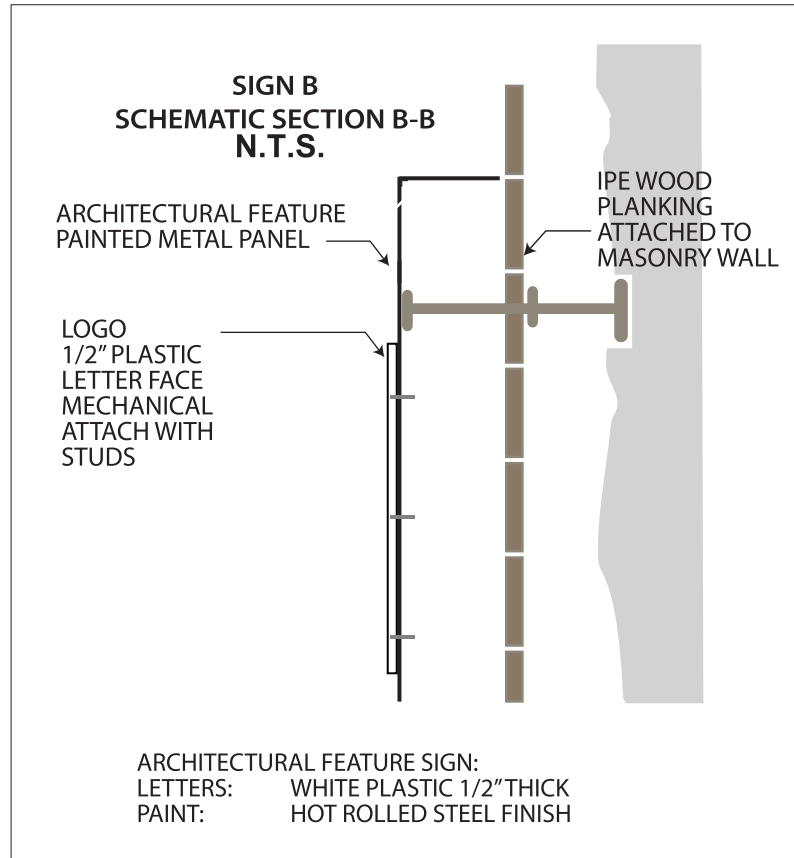 SIGN B
SCHEMATIC SECTION B-B
N.T.S.
ARCHITECTURAL FEATURE
PAINTED METAL PANEL
IPE WOOD
PLANKING
ATTACHED TO
MASONRY WALL
LOGO
1/2” PLASTIC
LETTER FACE
MECHANICAL
ATTACH WITH
STUDS
ARCHITECTURAL FEATURE SIGN:
LETTERS: WHITE PLASTIC 1/2” THICK
PAINT: HOT ROLLED STEEL FINISH